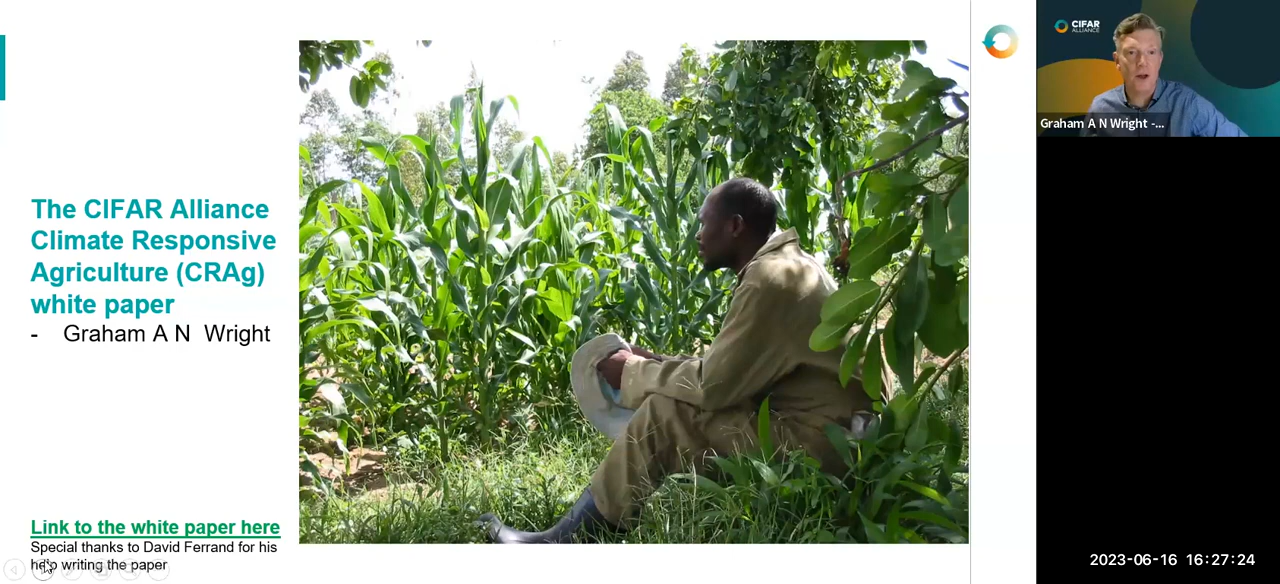 The CIFAR Alliance
Climate Responsive
Agriculture (CRAg)
white paper
- Graham A N Wright
Link to the white paper here
Special thanks to David Ferrand for his
help writing the paper
CIFAR
ALLIANCE
Graham A N Wright -...
2023-06-16 16:27:24